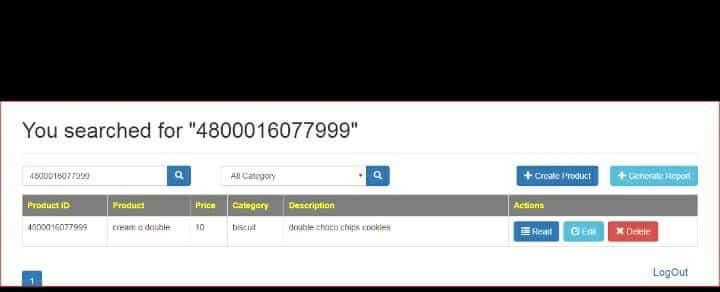 You searched for "4800016077999"
4800016077999 All Category + Create Product + Generate Report
Product ID Product Price Category Description Actions
4800016077999 cream o double 10 biscuit double choco chips cookies Read Edit Delete
LogOut
1